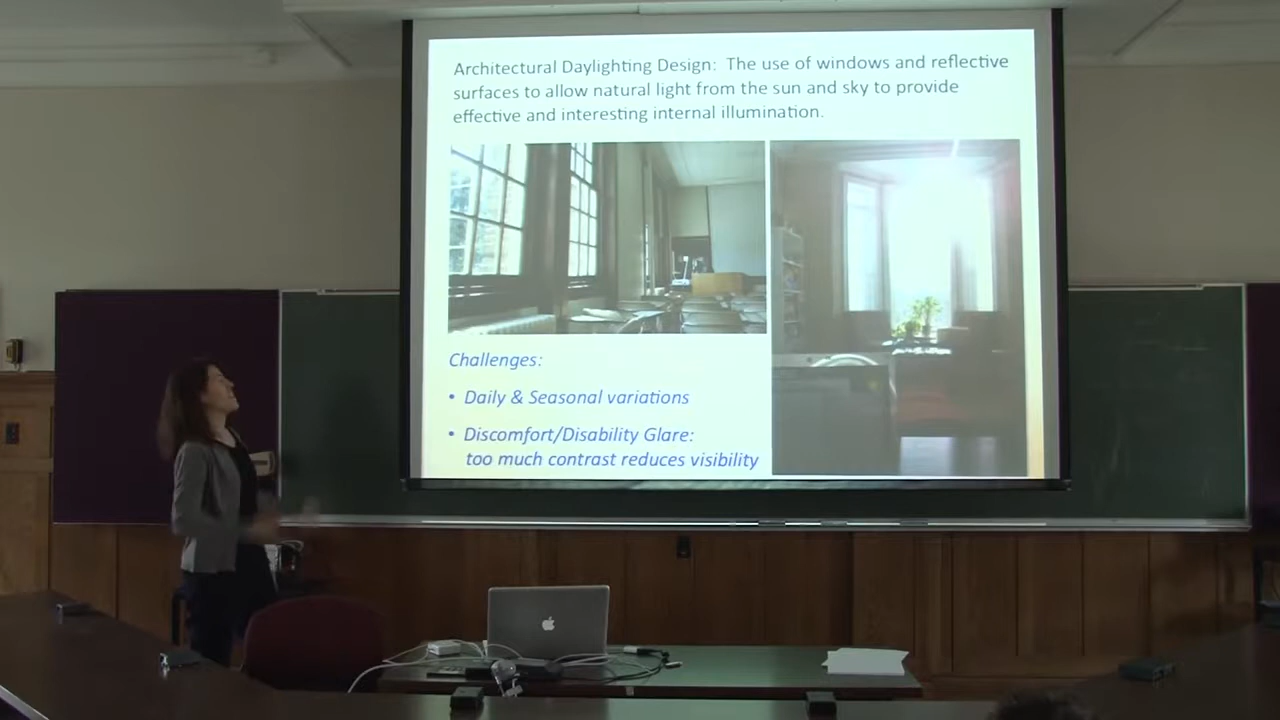 Architectural Daylighting Design: The use of windows and reflective
surfaces to allow natural light from the sun and sky to provide
effective and interesting internal illumination.
Challenges:
• Daily & Seasonal variations
• Discomfort/Disability Glare:
too much contrast reduces visibility